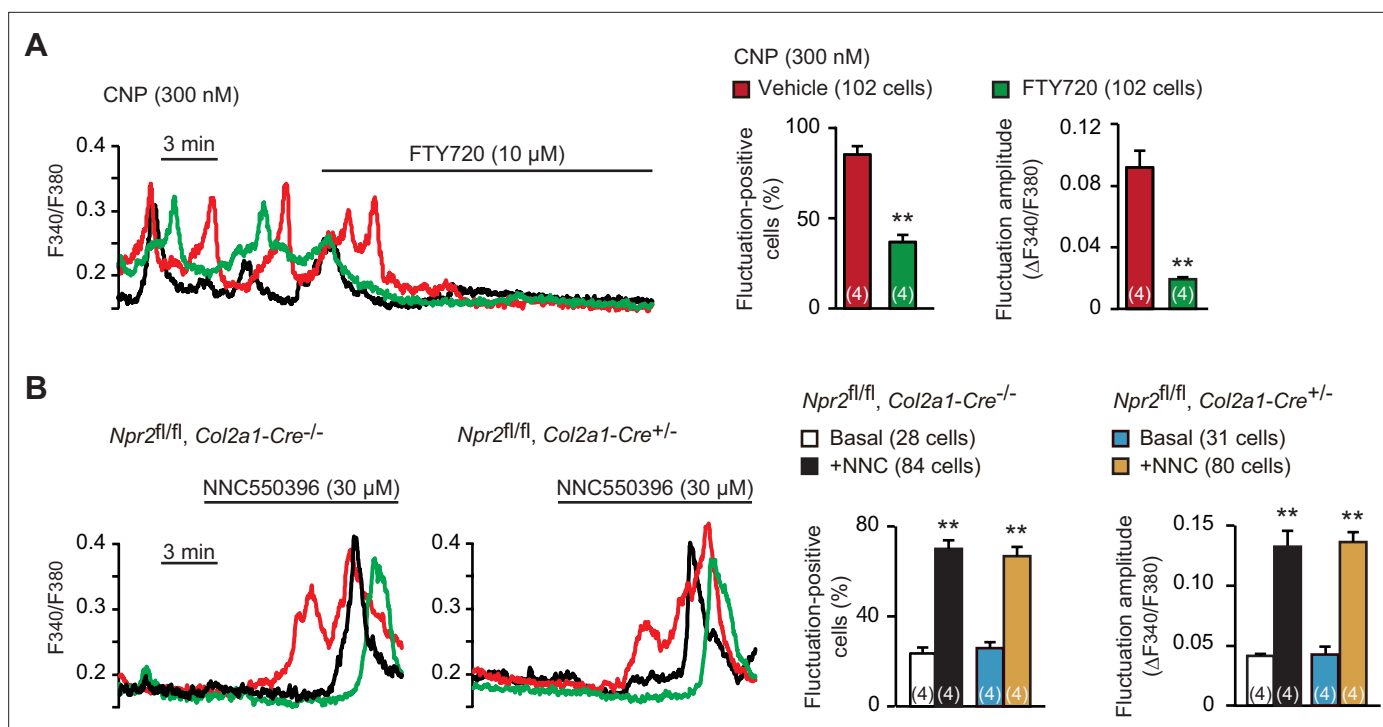 A
CNP (300 nM)
3 min
FTY720 (10 µM)
0.4
0.3
0.2
F340/F380
CNP (300 nM)
Vehicle (102 cells)
FTY720 (102 cells)
Fluctuation-positive
cells (%)
100
50
0
**
(4)
(4)
Fluctuation amplitude
(ΔF340/F380)
0.12
0.08
0.04
0
**
(4)
(4)
B
Npr2fl/fl, Col2a1-Cre-/-
NNC550396 (30 µM)
3 min
0.4
0.3
0.2
F340/F380
Npr2fl/fl, Col2a1-Cre+/-
NNC550396 (30 µM)
Npr2fl/fl, Col2a1-Cre-/-
Basal (28 cells)
+NNC (84 cells)
Npr2fl/fl, Col2a1-Cre+/-
Basal (31 cells)
+NNC (80 cells)
Fluctuation-positive
cells (%)
80
40
0
**
**
(4)
(4)
(4)
(4)
Fluctuation amplitude
(ΔF340/F380)
0.15
0.10
0.05
0
**
**
(4)
(4)
(4)
(4)